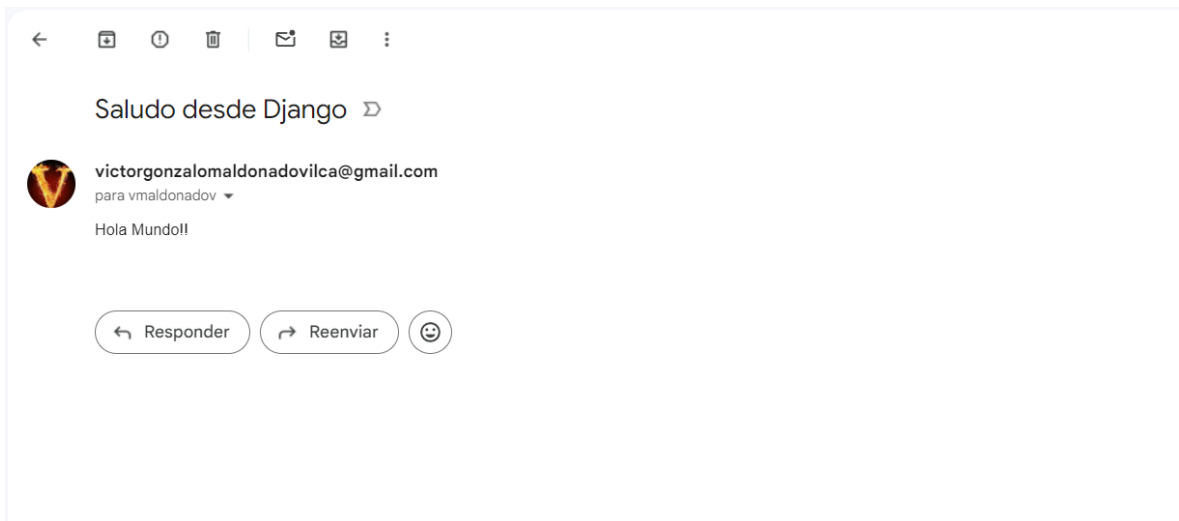 Saludo desde Django
V
victorgonzalomaldonadovilca@gmail.com
para vmaldonadov
Hola Mundo!!
Responder
Reenviar